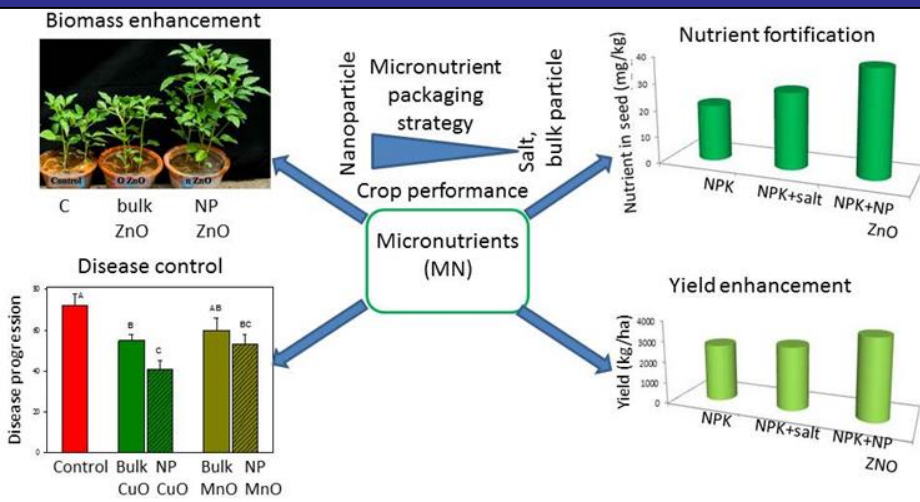 Biomass enhancement
Control
O ZnO
n ZnO
C
bulk
ZnO
NP
ZnO
Nanoparticle
Micronutrient
packaging
strategy
Salt,
bulk particle
Crop performance
Micronutrients
(MN)
Nutrient fortification
Nutrient in seed (mg/kg)
40
30
20
10
0
NPK
NPK+salt
NPK+NP
ZnO
Disease control
Disease progression
80
60
40
20
0
A
B
C
AB
BC
Control
Bulk
CuO
NP
CuO
Bulk
MnO
NP
MnO
Yield enhancement
Yield (kg/ha)
4000
3000
2000
1000
0
NPK
NPK+salt
NPK+NP
ZNO